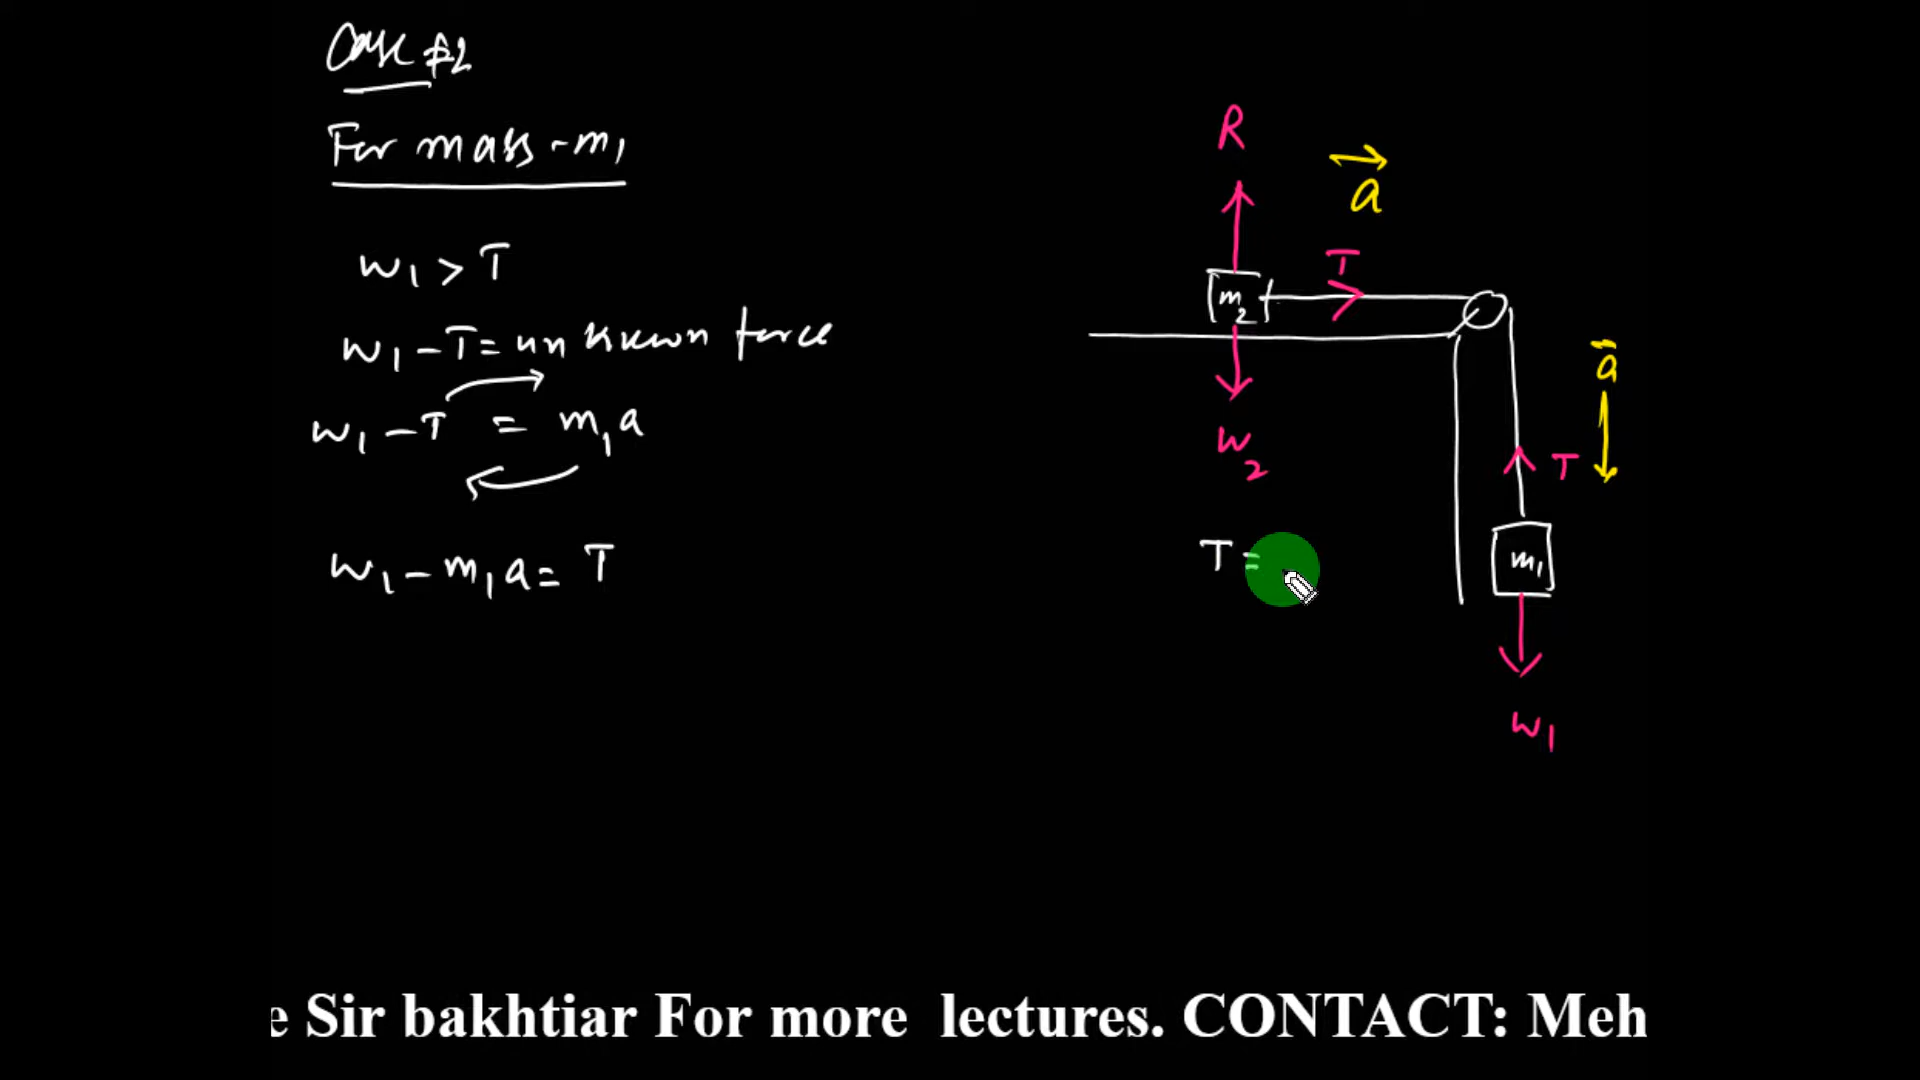 Case #2
For mass - m1
w1 > T
w1 - T = unknown force
w1 - T = m1a
w1 - m1a = T
R
a
T
m2
w2
a
T
T =
m1
w1
e Sir bakhtiar For more lectures. CONTACT: Meh